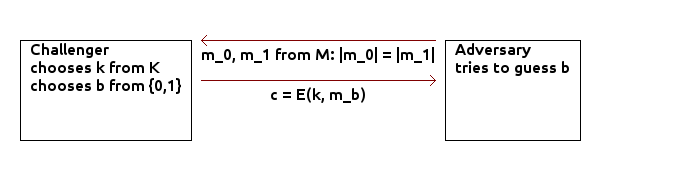 Challenger
chooses k from K
chooses b from {0,1}
m_0, m_1 from M: |m_0| = |m_1|
c = E(k, m_b)
Adversary
tries to guess b